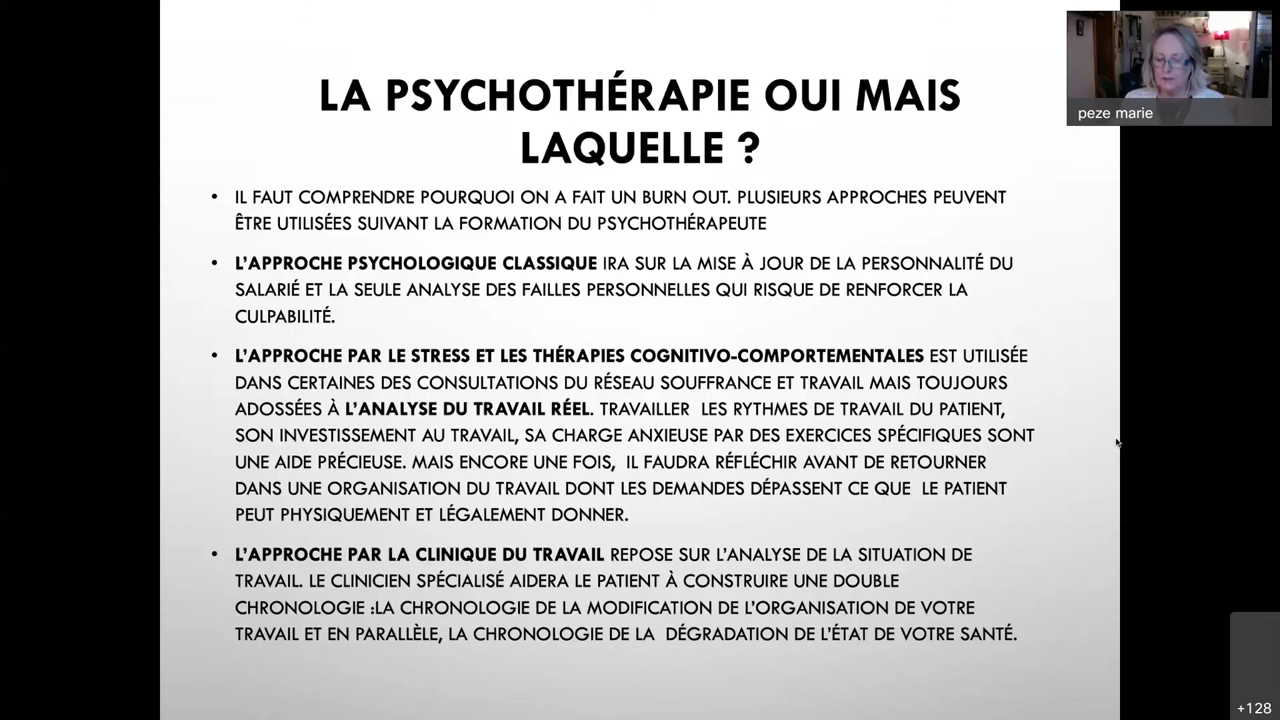 LA PSYCHOTHÉRAPIE OUI MAIS
LAQUELLE ?
peze marie
• IL FAUT COMPRENDRE POURQUOI ON A FAIT UN BURN OUT. PLUSIEURS APPROCHES PEUVENT
ÊTRE UTILISÉES SUIVANT LA FORMATION DU PSYCHOTHÉRAPEUTE
• L'APPROCHE PSYCHOLOGIQUE CLASSIQUE IRA SUR LA MISE À JOUR DE LA PERSONNALITÉ DU
SALARIÉ ET LA SEULE ANALYSE DES FAILLES PERSONNELLES QUI RISQUE DE RENFORCER LA
CULPABILITÉ.
• L'APPROCHE PAR LE STRESS ET LES THÉRAPIES COGNITIVO-COMPORTEMENTALES EST UTILISÉE
DANS CERTAINES DES CONSULTATIONS DU RÉSEAU SOUFFRANCE ET TRAVAIL MAIS TOUJOURS
ADOSSÉES À L'ANALYSE DU TRAVAIL RÉEL. TRAVAILLER LES RYTHMES DE TRAVAIL DU PATIENT,
SON INVESTISSEMENT AU TRAVAIL, SA CHARGE ANXIEUSE PAR DES EXERCICES SPÉCIFIQUES SONT
UNE AIDE PRÉCIEUSE. MAIS ENCORE UNE FOIS, IL FAUDRA RÉFLÉCHIR AVANT DE RETOURNER
DANS UNE ORGANISATION DU TRAVAIL DONT LES DEMANDES DÉPASSENT CE QUE LE PATIENT
PEUT PHYSIQUEMENT ET LÉGALEMENT DONNER.
• L'APPROCHE PAR LA CLINIQUE DU TRAVAIL REPOSE SUR L'ANALYSE DE LA SITUATION DE
TRAVAIL. LE CLINICIEN SPÉCIALISÉ AIDERA LE PATIENT À CONSTRUIRE UNE DOUBLE
CHRONOLOGIE :LA CHRONOLOGIE DE LA MODIFICATION DE L'ORGANISATION DE VOTRE
TRAVAIL ET EN PARALLÈLE, LA CHRONOLOGIE DE LA DÉGRADATION DE L'ÉTAT DE VOTRE SANTÉ.
+128